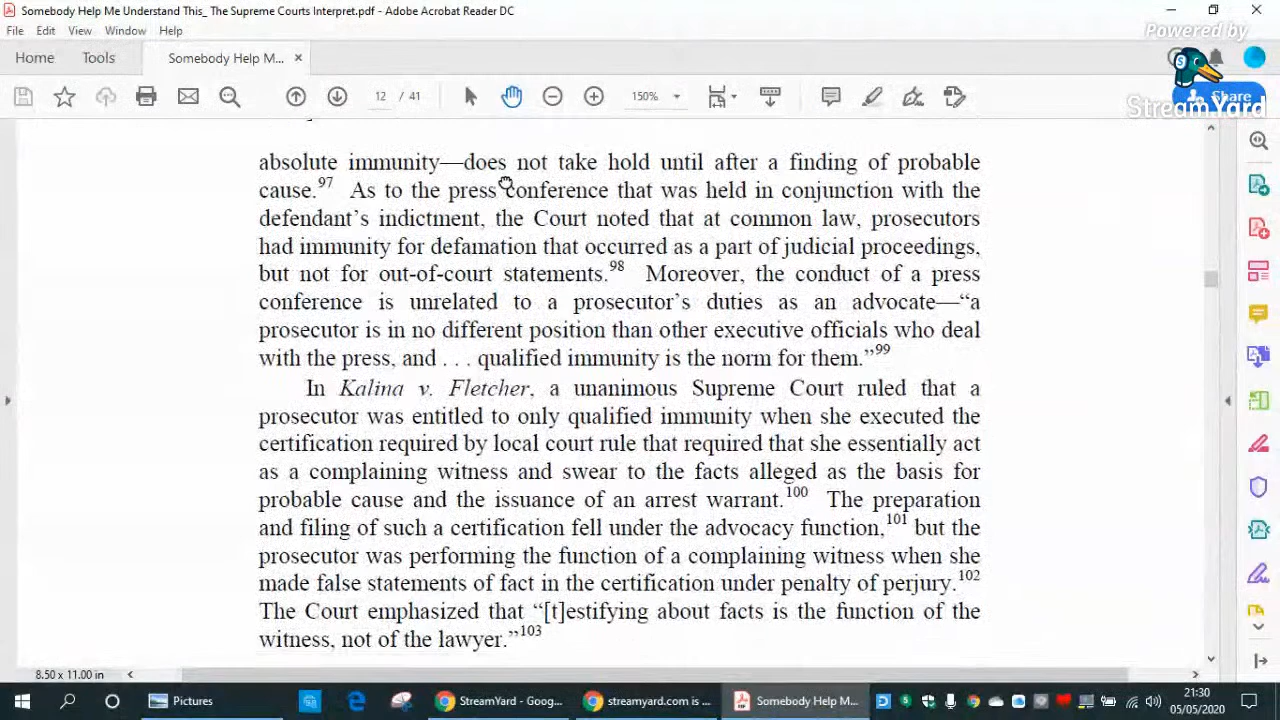 Somebody Help Me Understand This_ The Supreme Courts Interpret.pdf - Adobe Acrobat Reader DC
File Edit View Window Help
Powered by
Home Tools Somebody Help M... ×
12 / 41 150% Share
StreamYard
absolute immunity—does not take hold until after a finding of probable
cause.97 As to the press conference that was held in conjunction with the
defendant’s indictment, the Court noted that at common law, prosecutors
had immunity for defamation that occurred as a part of judicial proceedings,
but not for out-of-court statements.98 Moreover, the conduct of a press
conference is unrelated to a prosecutor’s duties as an advocate—“a
prosecutor is in no different position than other executive officials who deal
with the press, and . . . qualified immunity is the norm for them.”99
In Kalina v. Fletcher, a unanimous Supreme Court ruled that a
prosecutor was entitled to only qualified immunity when she executed the
certification required by local court rule that required that she essentially act
as a complaining witness and swear to the facts alleged as the basis for
probable cause and the issuance of an arrest warrant.100 The preparation
and filing of such a certification fell under the advocacy function,101 but the
prosecutor was performing the function of a complaining witness when she
made false statements of fact in the certification under penalty of perjury.102
The Court emphasized that “[t]estifying about facts is the function of the
witness, not of the lawyer.”103
8.50 x 11.00 in
Pictures StreamYard - Goog... streamyard.com is ... Somebody Help M...
21:30
05/05/2020